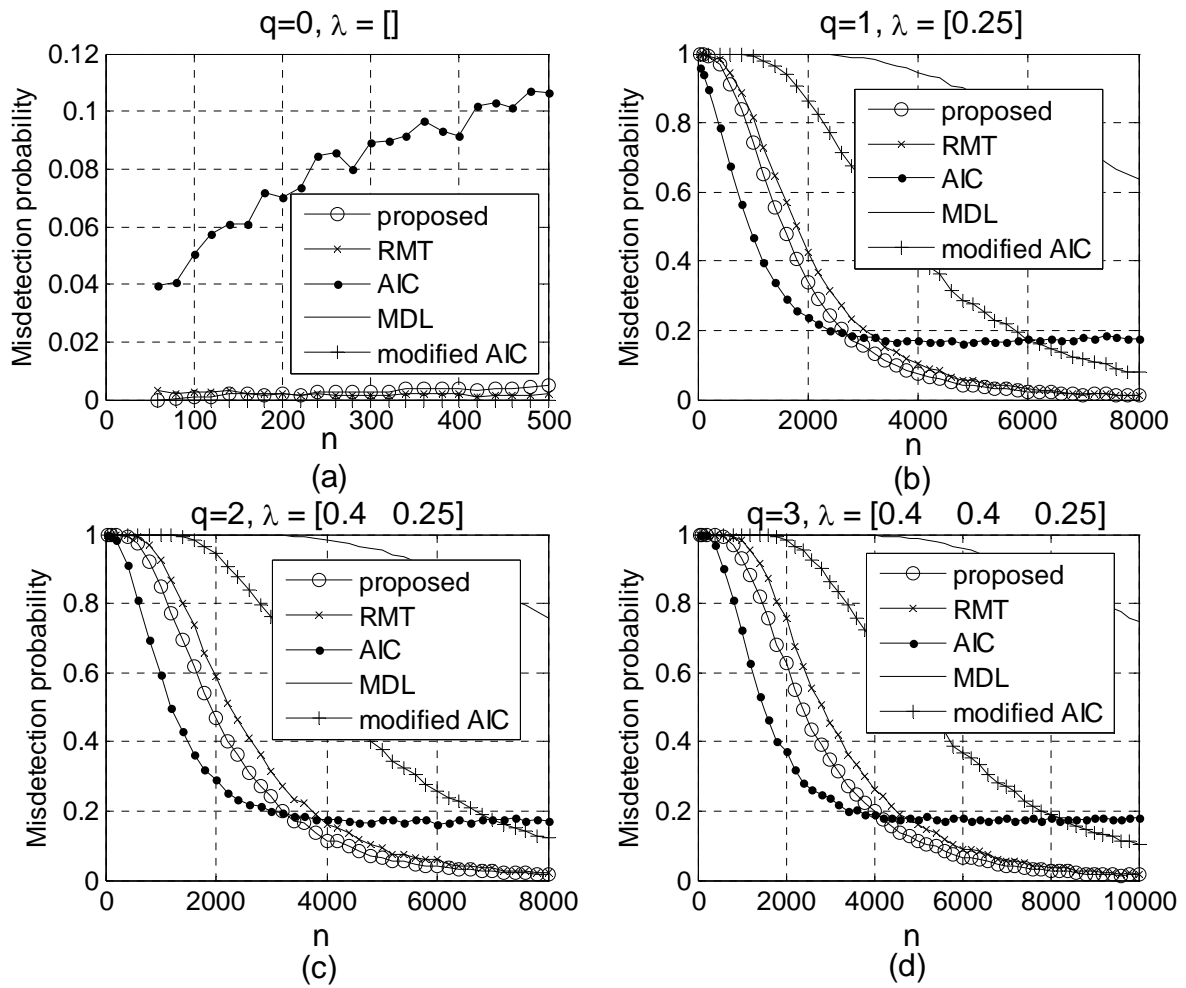 q=0, λ = []
Misdetection probability
0.12
0.1
0.08
0.06
0.04
0.02
0
proposed
RMT
AIC
MDL
modified AIC
100 200 300 400 500
n
(a)
q=1, λ = [0.25]
Misdetection probability
1
0.8
0.6
0.4
0.2
0
proposed
RMT
AIC
MDL
modified AIC
0 2000 4000 6000 8000
n
(b)
q=2, λ = [0.4 0.25]
Misdetection probability
1
0.8
0.6
0.4
0.2
0
proposed
RMT
AIC
MDL
modified AIC
0 2000 4000 6000 8000
n
(c)
q=3, λ = [0.4 0.4 0.25]
Misdetection probability
1
0.8
0.6
0.4
0.2
0
proposed
RMT
AIC
MDL
modified AIC
0 2000 4000 6000 8000 10000
n
(d)